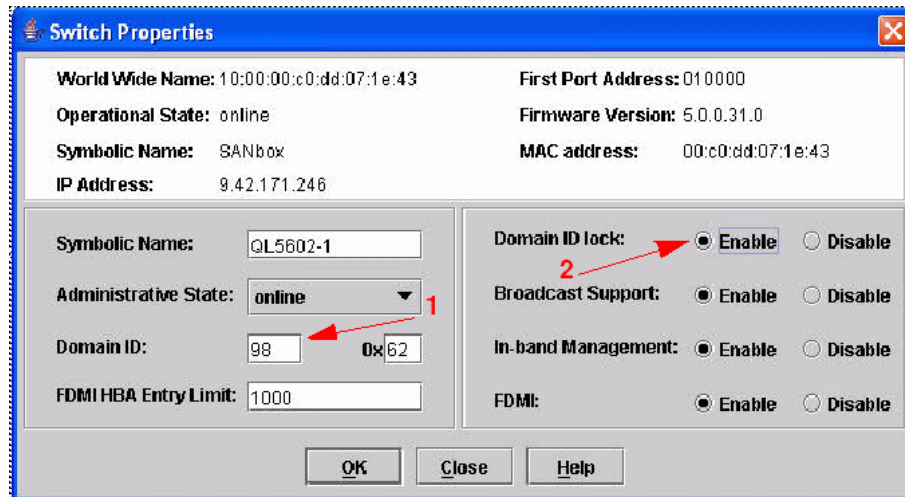 Switch Properties
World Wide Name: 10:00:00:c0:dd:07:1e:43
First Port Address: 010000
Operational State: online
Firmware Version: 5.0.0.31.0
Symbolic Name: SANbox
MAC address: 00:c0:dd:07:1e:43
IP Address: 9.42.171.246
Symbolic Name: QL5602-1
Administrative State: online
1
Domain ID: 98 0x62
FDMI HBA Entry Limit: 1000
Domain ID lock: Enable Disable
2
Broadcast Support: Enable Disable
In-band Management: Enable Disable
FDMI: Enable Disable
OK Close Help